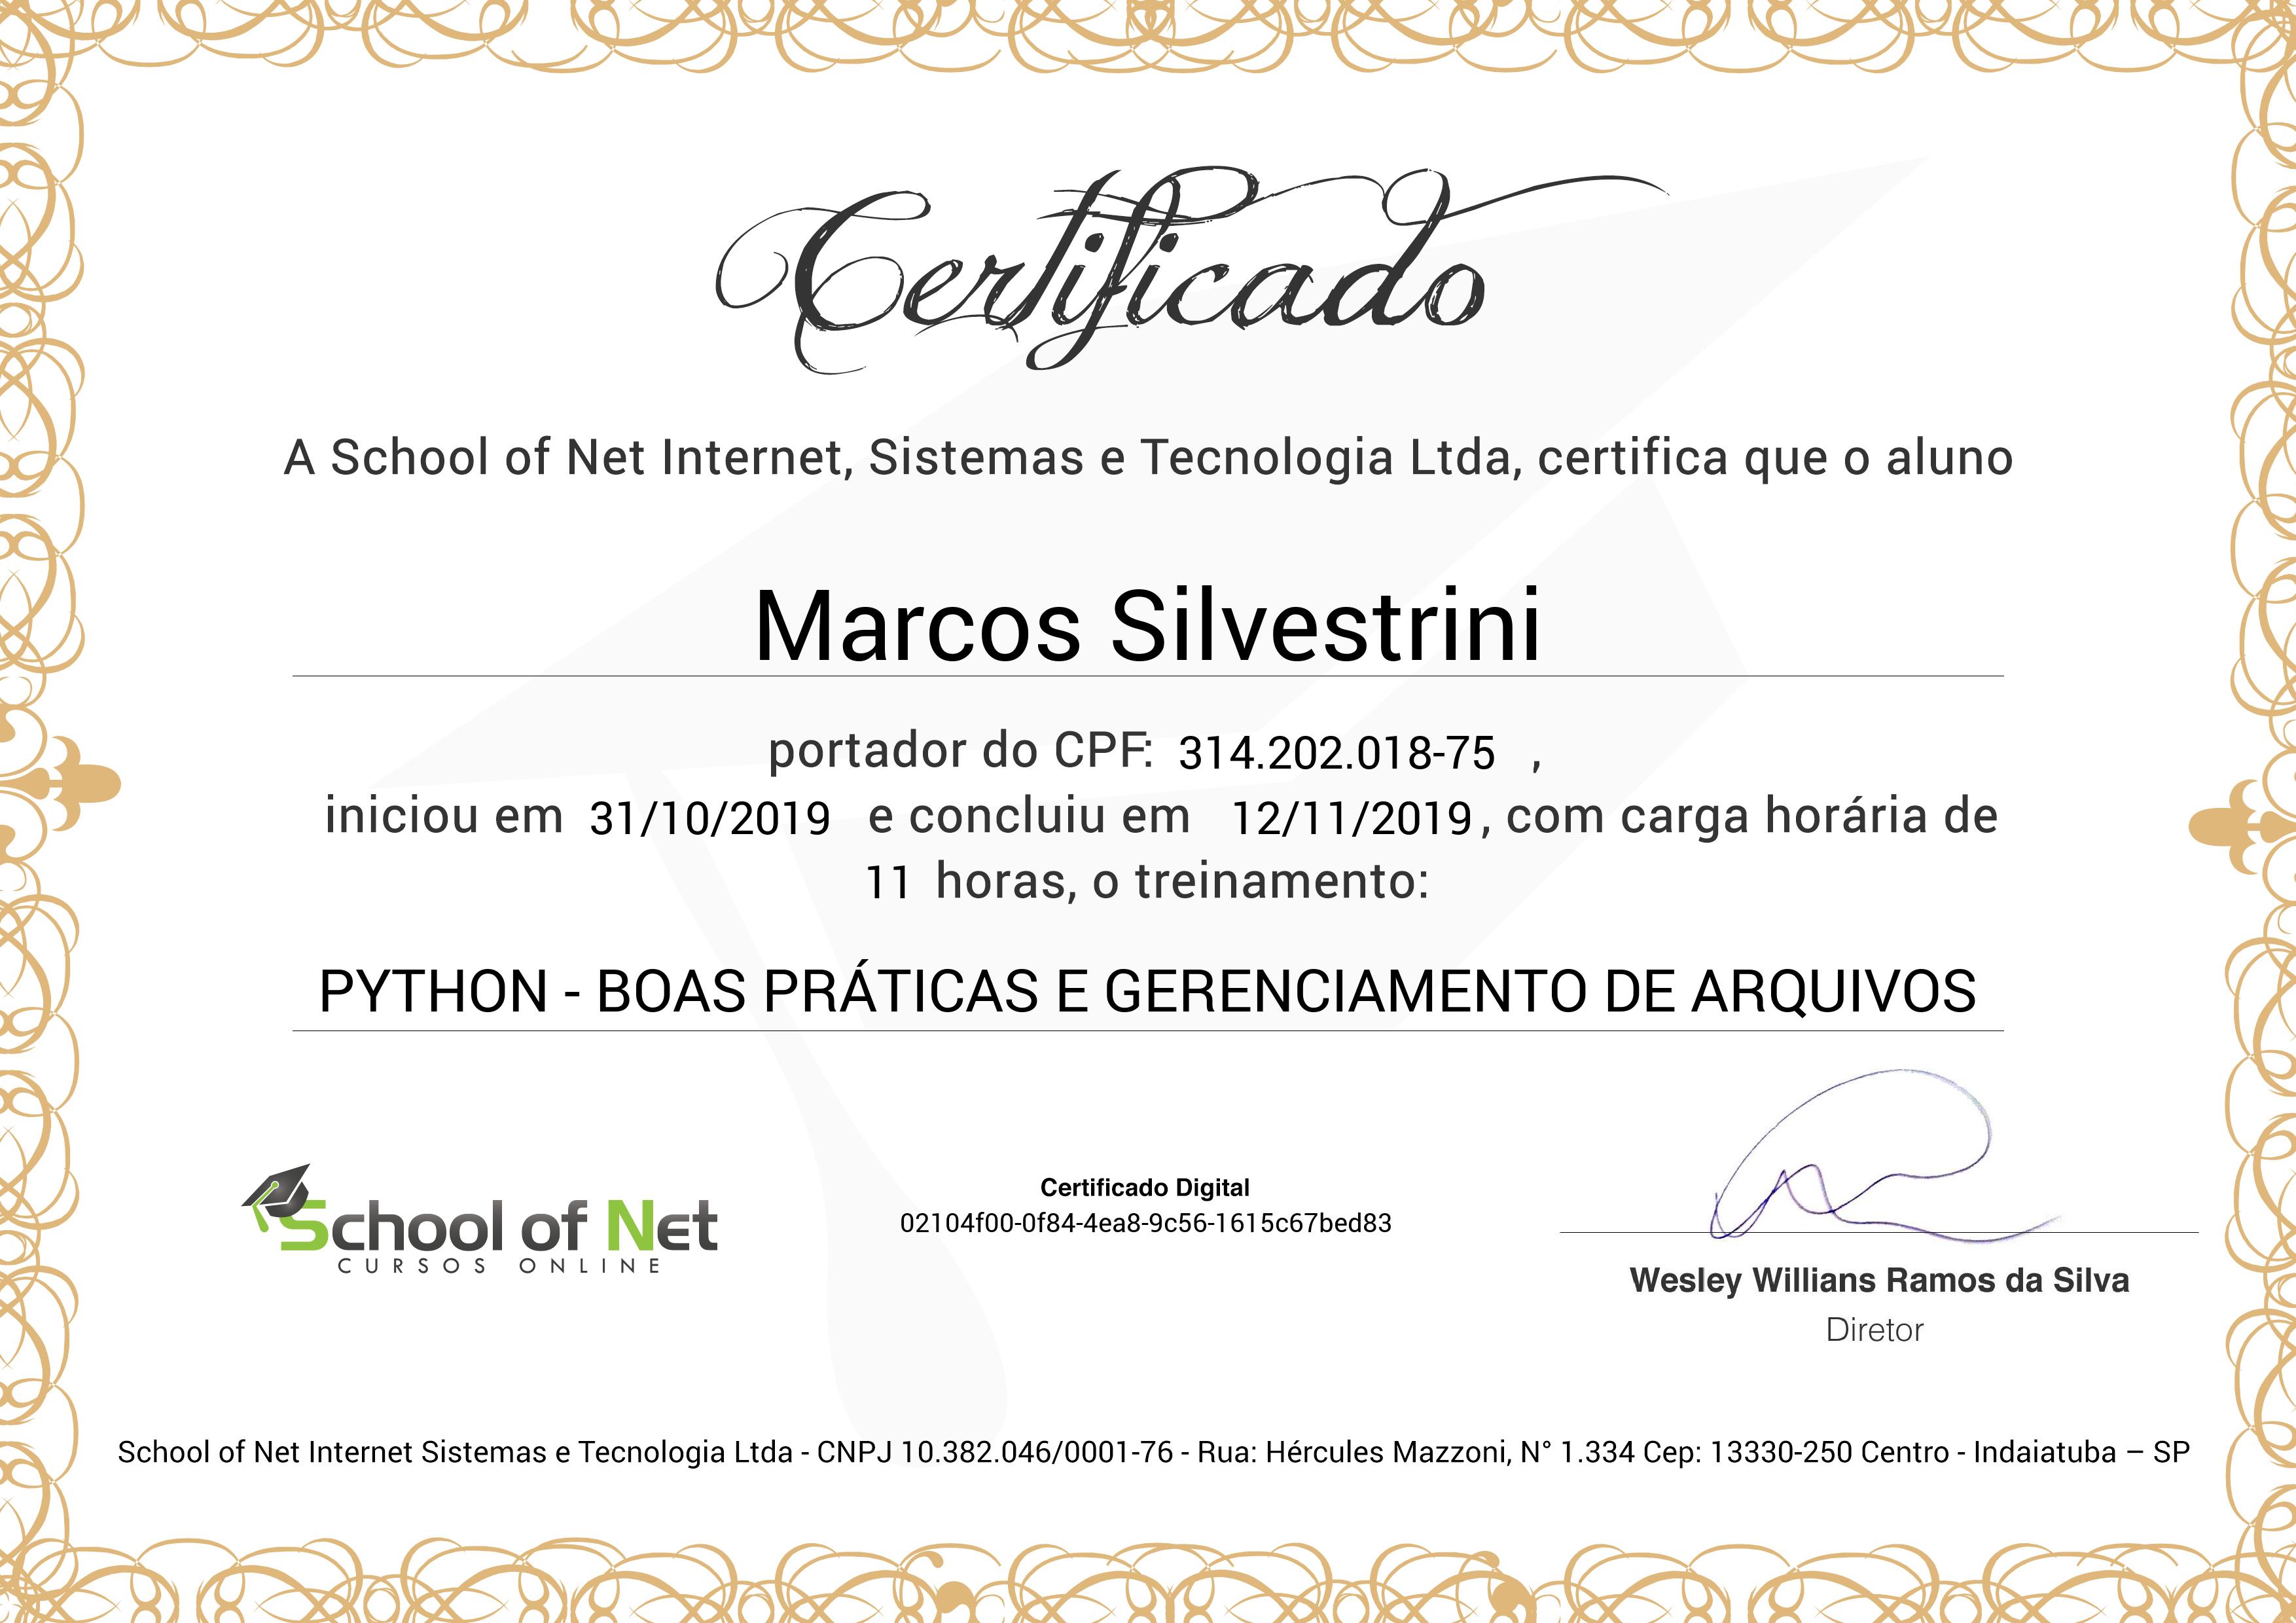 Certificado
A School of Net Internet, Sistemas e Tecnologia Ltda, certifica que o aluno
Marcos Silvestrini
portador do CPF: 314.202.018-75 ,
iniciou em 31/10/2019 e concluiu em 12/11/2019, com carga horária de
11 horas, o treinamento:
PYTHON - BOAS PRÁTICAS E GERENCIAMENTO DE ARQUIVOS
School of Net
CURSOS ONLINE
Certificado Digital
02104f00-0f84-4ea8-9c56-1615c67bed83
Wesley Willians Ramos da Silva
Diretor
School of Net Internet Sistemas e Tecnologia Ltda - CNPJ 10.382.046/0001-76 - Rua: Hércules Mazzoni, N° 1.334 Cep: 13330-250 Centro - Indaiatuba – SP